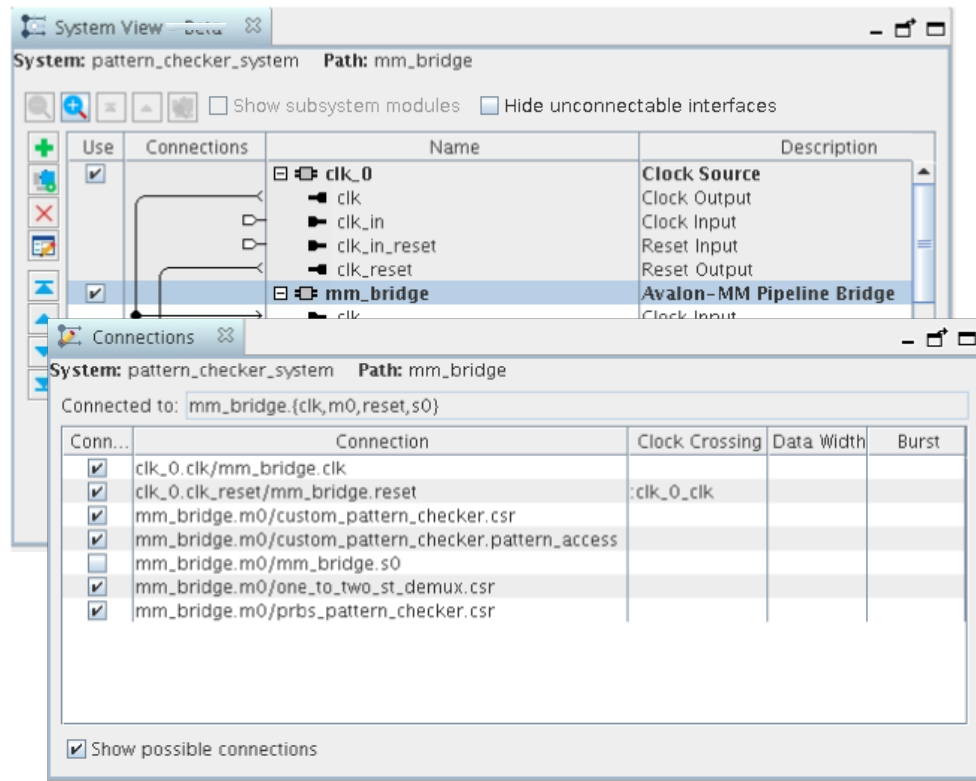 System View -
System: pattern_checker_system Path: mm_bridge
Show subsystem modules Hide unconnectable interfaces
Use Connections Name Description
clk_0 Clock Source
clk Clock Output
clk_in Clock Input
clk_in_reset Reset Input
clk_reset Reset Output
mm_bridge Avalon-MM Pipeline Bridge
clk Clock Input
Connections
System: pattern_checker_system Path: mm_bridge
Connected to: mm_bridge.{clk,m0,reset,s0}
Conn... Connection Clock Crossing Data Width Burst
clk_0.clk/mm_bridge.clk
clk_0.clk_reset/mm_bridge.reset :clk_0_clk
mm_bridge.m0/custom_pattern_checker.csr
mm_bridge.m0/custom_pattern_checker.pattern_access
mm_bridge.m0/mm_bridge.s0
mm_bridge.m0/one_to_two_st_demux.csr
mm_bridge.m0/prbs_pattern_checker.csr
Show possible connections